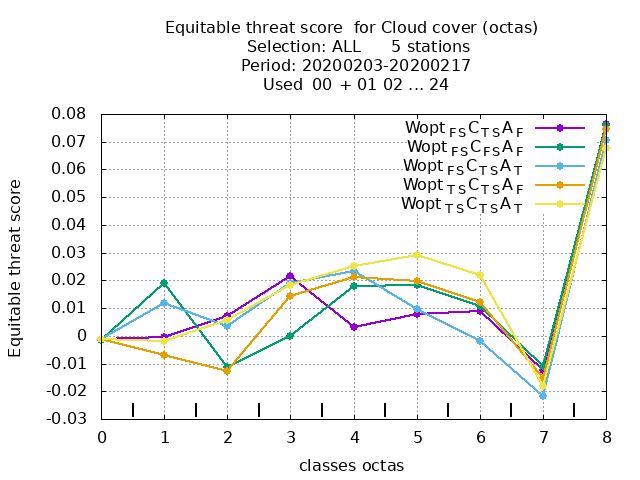 Equitable threat score for Cloud cover (octas)
Selection: ALL 5 stations
Period: 20200203-20200217
Used 00 + 01 02 ... 24
Wopt FS C TS A F
Wopt FS C FS A F
Wopt FS C TS A T
Wopt TS C TS A F
Wopt TS C TS A T
Equitable threat score
0.08
0.07
0.06
0.05
0.04
0.03
0.02
0.01
0
-0.01
-0.02
-0.03
0 1 2 3 4 5 6 7 8
classes octas